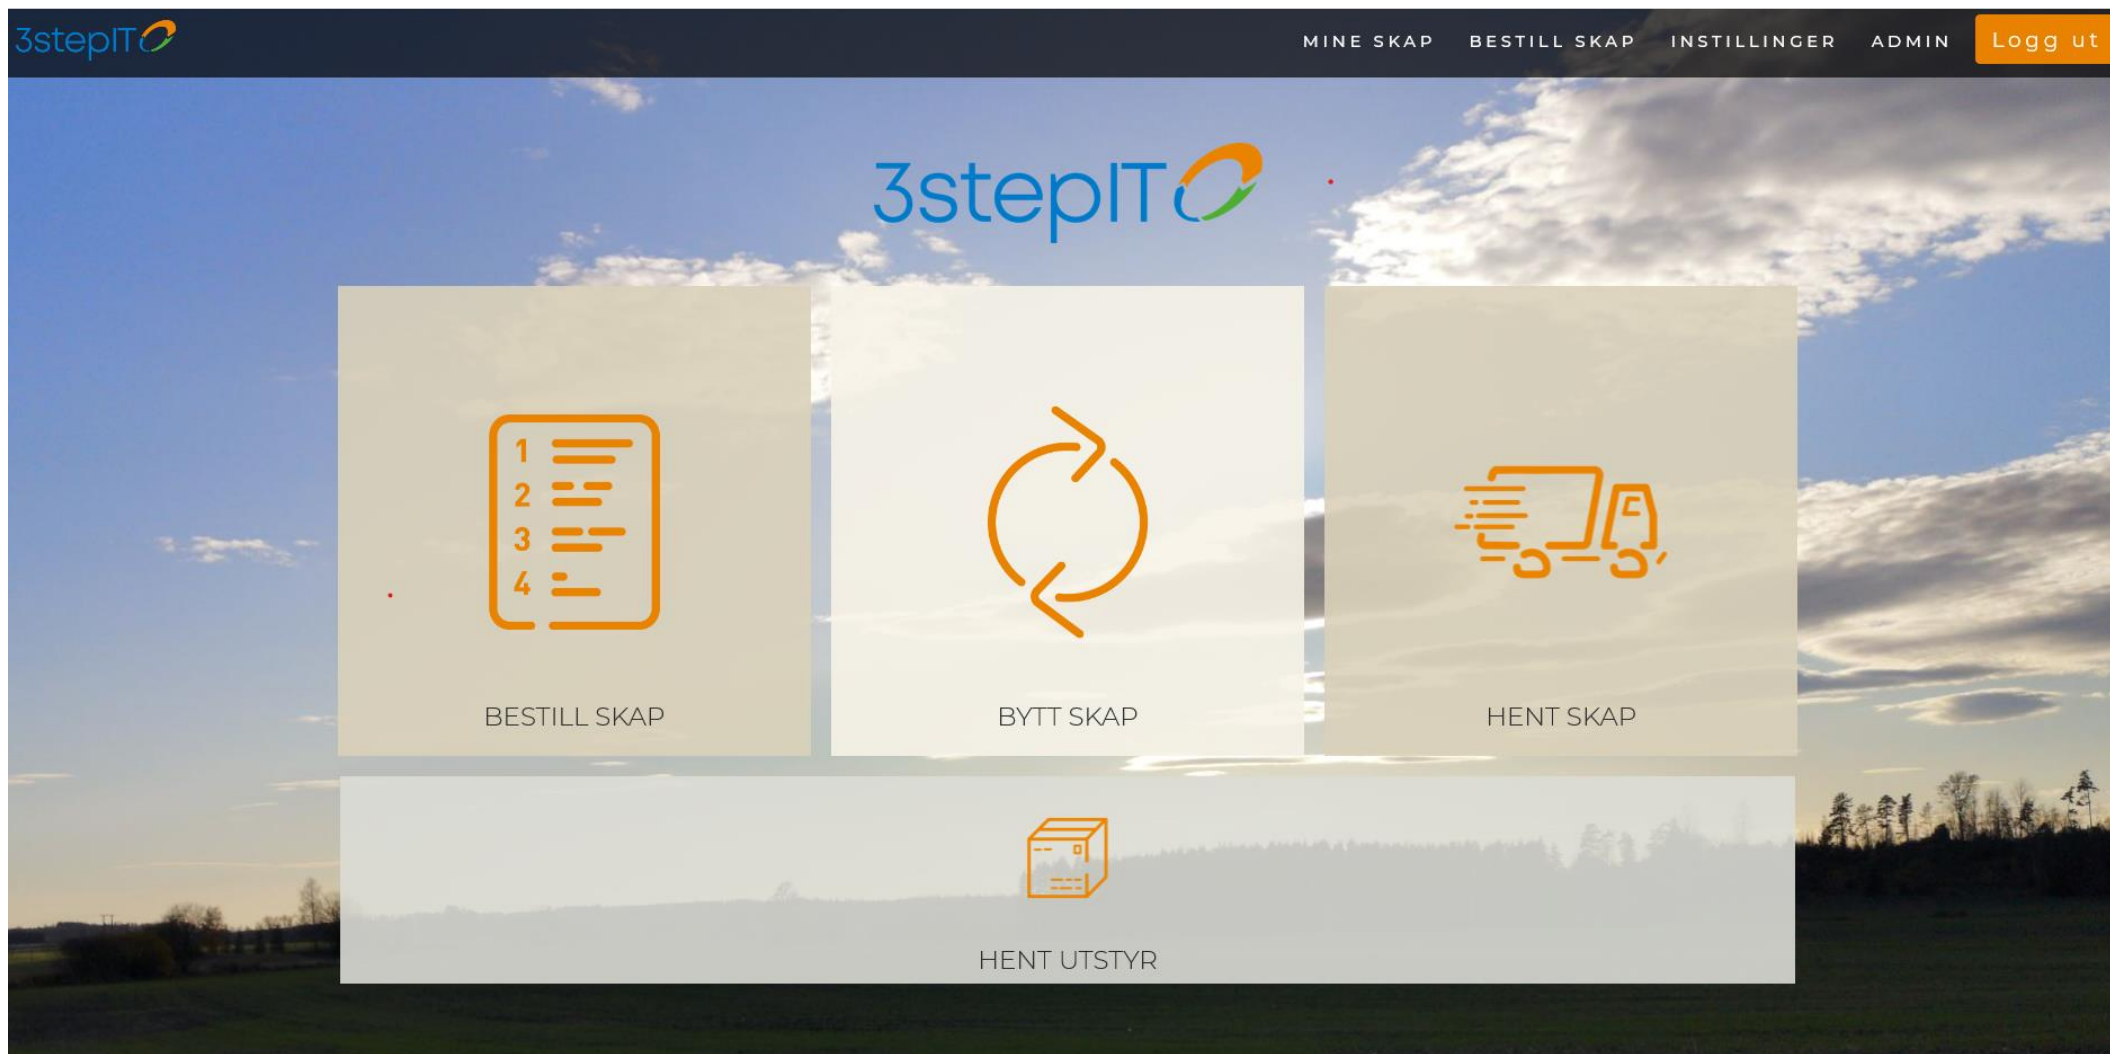 3stepIT
MINE SKAP BESTILL SKAP INSTILLINGER ADMIN Logg ut
3stepIT
1
2
3
4
BESTILL SKAP
BYTT SKAP
HENT SKAP
HENT UTSTYR